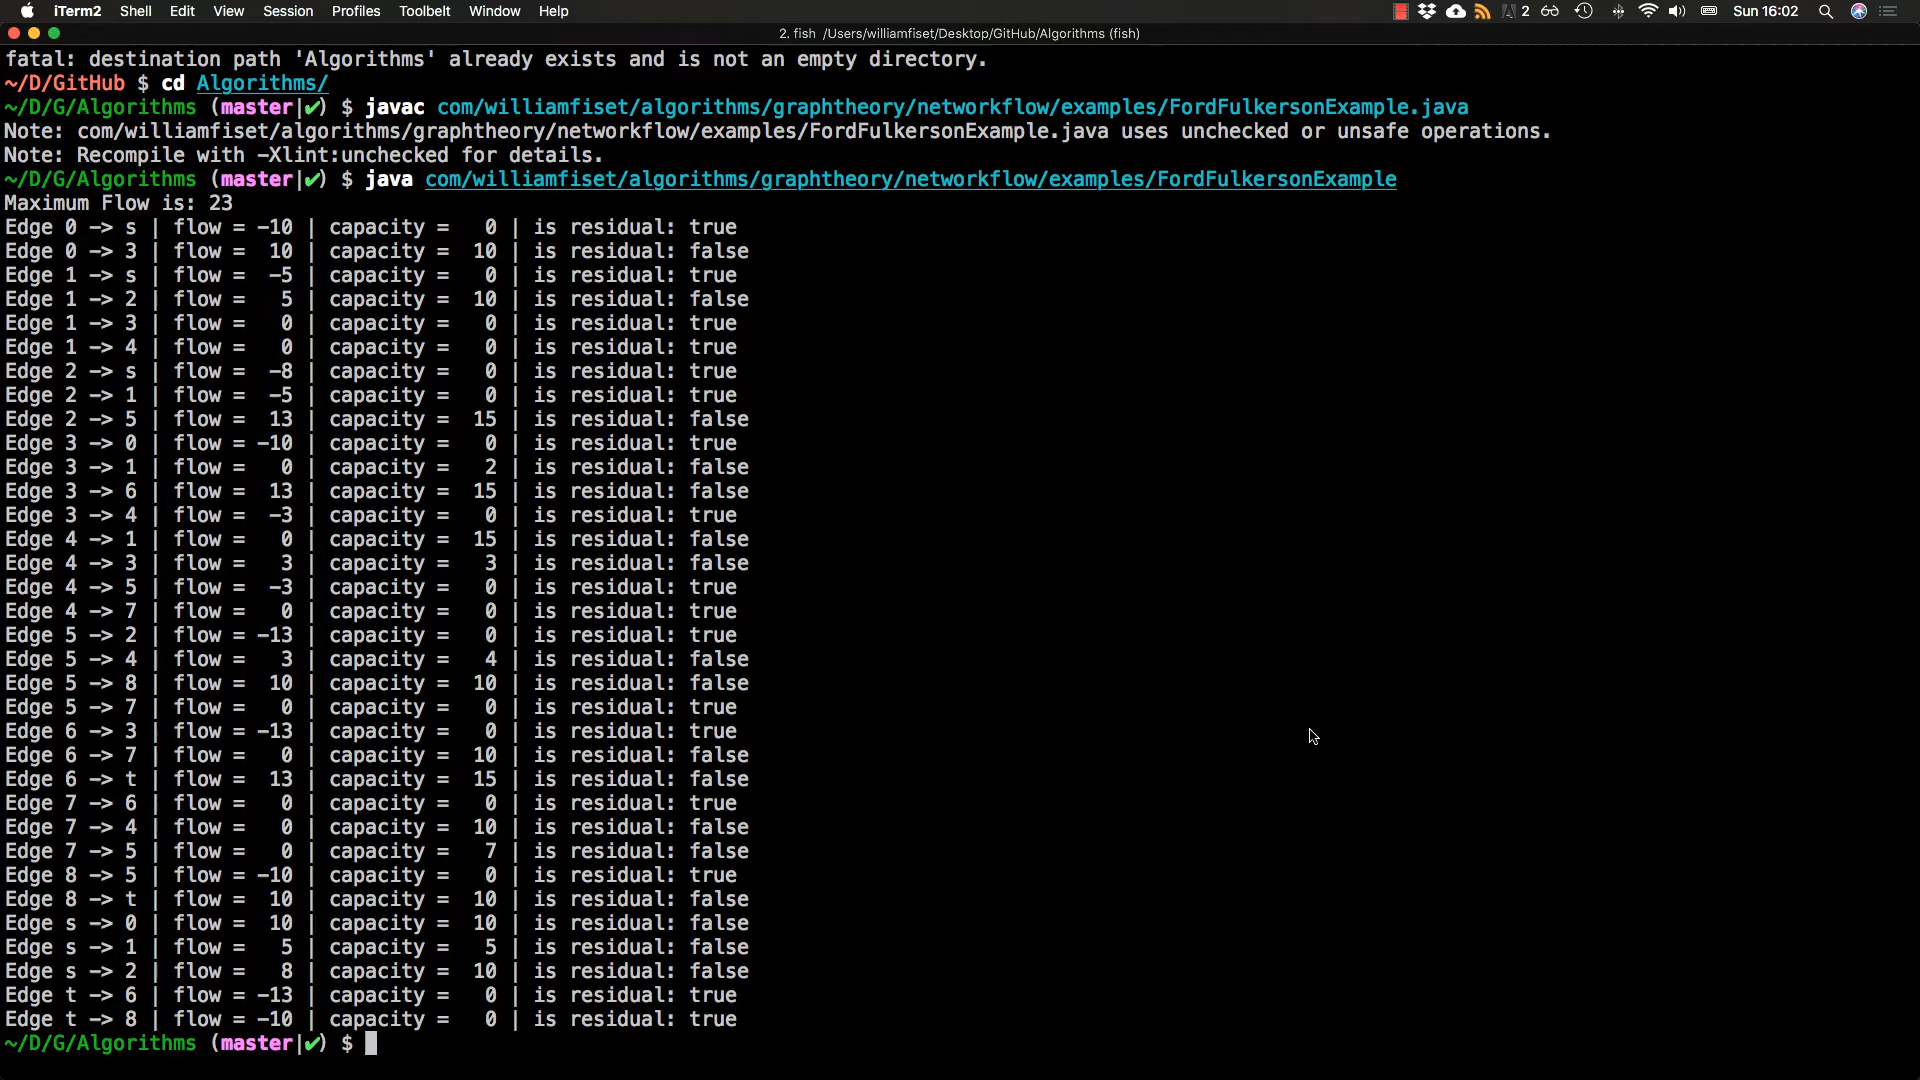 iTerm2 Shell Edit View Session Profiles Toolbelt Window Help 2 Sun 16:02
2. fish /Users/williamfiset/Desktop/GitHub/Algorithms (fish)
fatal: destination path 'Algorithms' already exists and is not an empty directory.
~/D/GitHub $ cd Algorithms/
~/D/G/Algorithms (master|✔) $ javac com/williamfiset/algorithms/graphtheory/networkflow/examples/FordFulkersonExample.java
Note: com/williamfiset/algorithms/graphtheory/networkflow/examples/FordFulkersonExample.java uses unchecked or unsafe operations.
Note: Recompile with -Xlint:unchecked for details.
~/D/G/Algorithms (master|✔) $ java com/williamfiset/algorithms/graphtheory/networkflow/examples/FordFulkersonExample
Maximum Flow is: 23
Edge 0 -> s | flow = -10 | capacity =   0 | is residual: true
Edge 0 -> 3 | flow =  10 | capacity =  10 | is residual: false
Edge 1 -> s | flow =  -5 | capacity =   0 | is residual: true
Edge 1 -> 2 | flow =   5 | capacity =  10 | is residual: false
Edge 1 -> 3 | flow =   0 | capacity =   0 | is residual: true
Edge 1 -> 4 | flow =   0 | capacity =   0 | is residual: true
Edge 2 -> s | flow =  -8 | capacity =   0 | is residual: true
Edge 2 -> 1 | flow =  -5 | capacity =   0 | is residual: true
Edge 2 -> 5 | flow =  13 | capacity =  15 | is residual: false
Edge 3 -> 0 | flow = -10 | capacity =   0 | is residual: true
Edge 3 -> 1 | flow =   0 | capacity =   2 | is residual: false
Edge 3 -> 6 | flow =  13 | capacity =  15 | is residual: false
Edge 3 -> 4 | flow =  -3 | capacity =   0 | is residual: true
Edge 4 -> 1 | flow =   0 | capacity =  15 | is residual: false
Edge 4 -> 3 | flow =   3 | capacity =   3 | is residual: false
Edge 4 -> 5 | flow =  -3 | capacity =   0 | is residual: true
Edge 4 -> 7 | flow =   0 | capacity =   0 | is residual: true
Edge 5 -> 2 | flow = -13 | capacity =   0 | is residual: true
Edge 5 -> 4 | flow =   3 | capacity =   4 | is residual: false
Edge 5 -> 8 | flow =  10 | capacity =  10 | is residual: false
Edge 5 -> 7 | flow =   0 | capacity =   0 | is residual: true
Edge 6 -> 3 | flow = -13 | capacity =   0 | is residual: true
Edge 6 -> 7 | flow =   0 | capacity =  10 | is residual: false
Edge 6 -> t | flow =  13 | capacity =  15 | is residual: false
Edge 7 -> 6 | flow =   0 | capacity =   0 | is residual: true
Edge 7 -> 4 | flow =   0 | capacity =  10 | is residual: false
Edge 7 -> 5 | flow =   0 | capacity =   7 | is residual: false
Edge 8 -> 5 | flow = -10 | capacity =   0 | is residual: true
Edge 8 -> t | flow =  10 | capacity =  10 | is residual: false
Edge s -> 0 | flow =  10 | capacity =  10 | is residual: false
Edge s -> 1 | flow =   5 | capacity =   5 | is residual: false
Edge s -> 2 | flow =   8 | capacity =  10 | is residual: false
Edge t -> 6 | flow = -13 | capacity =   0 | is residual: true
Edge t -> 8 | flow = -10 | capacity =   0 | is residual: true
~/D/G/Algorithms (master|✔) $